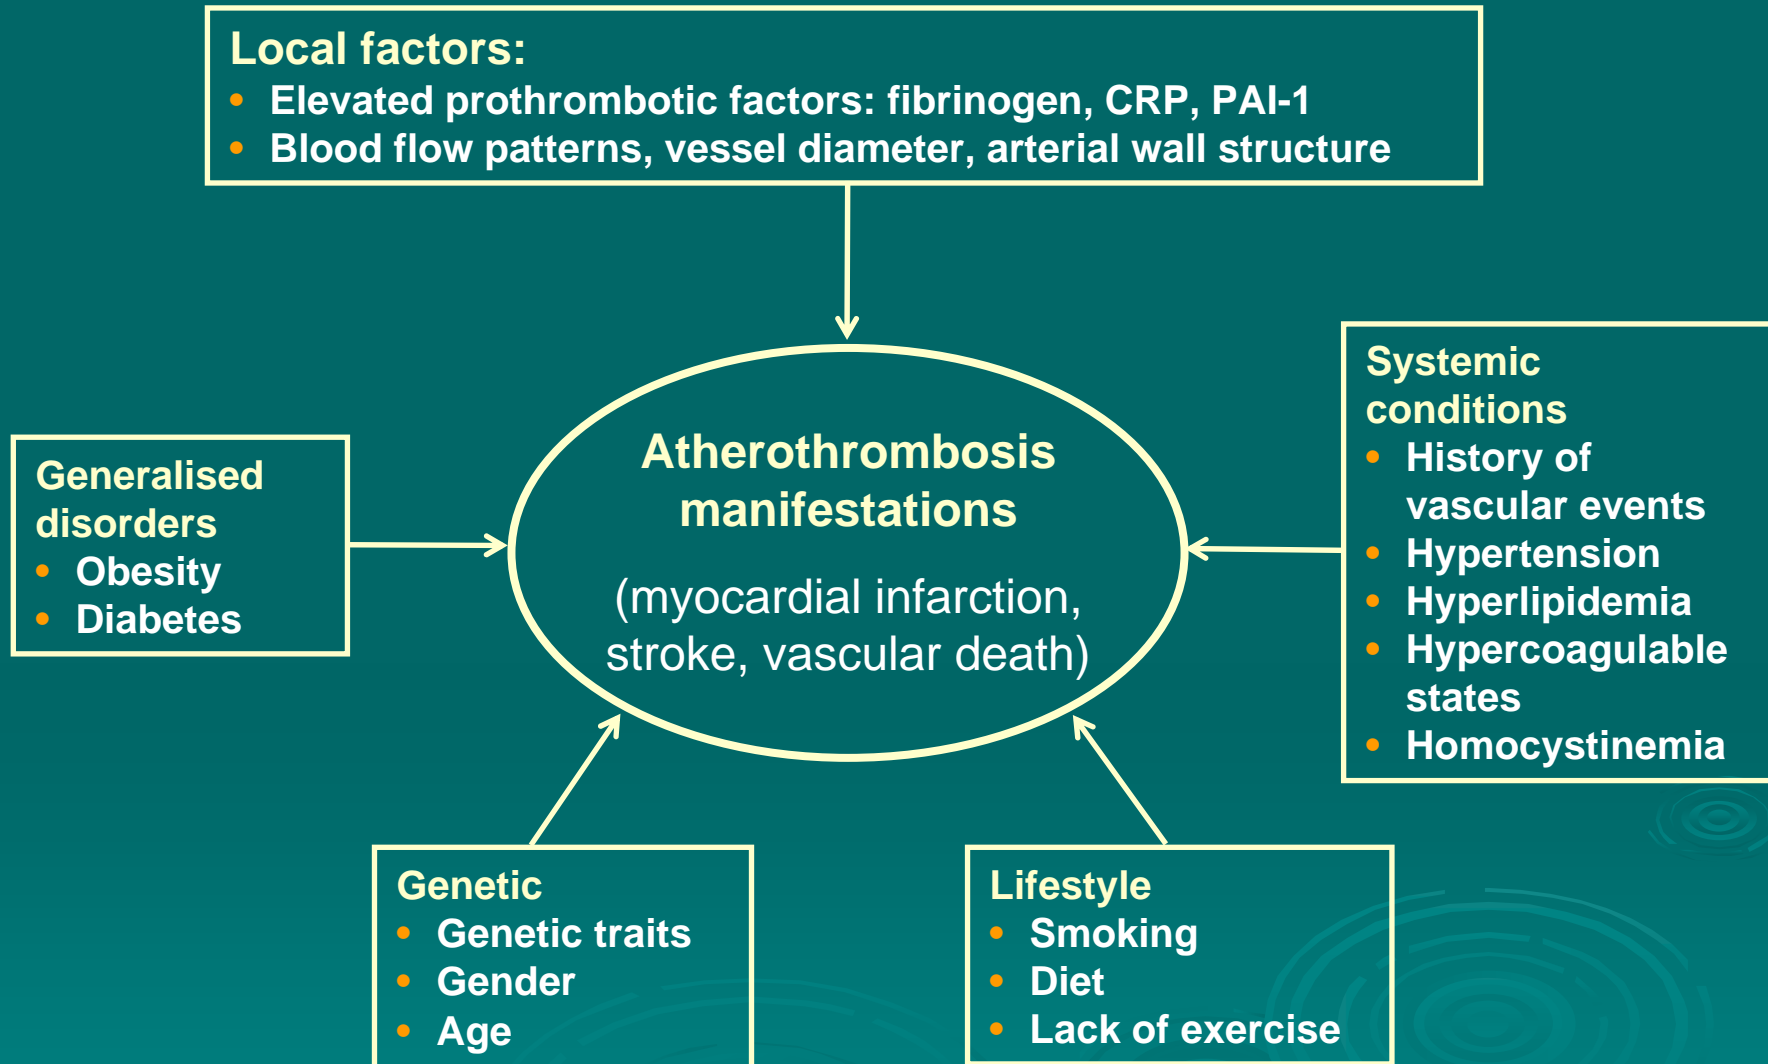 Local factors:
• Elevated prothrombotic factors: fibrinogen, CRP, PAI-1
• Blood flow patterns, vessel diameter, arterial wall structure
Generalised
disorders
• Obesity
• Diabetes
Atherothrombosis
manifestations
(myocardial infarction,
stroke, vascular death)
Systemic
conditions
• History of
vascular events
• Hypertension
• Hyperlipidemia
• Hypercoagulable
states
• Homocystinemia
Genetic
• Genetic traits
• Gender
• Age
Lifestyle
• Smoking
• Diet
• Lack of exercise